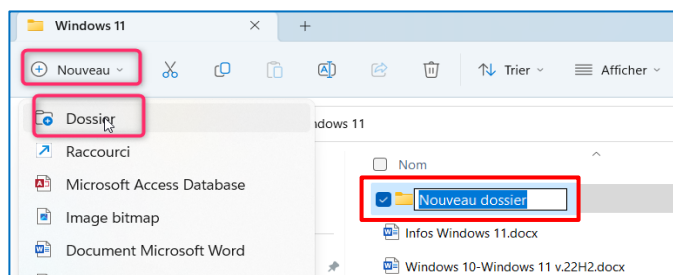 Windows 11
Nouveau
Trier
Afficher
Dossier
Raccourci
Microsoft Access Database
Image bitmap
Document Microsoft Word
ndows 11
Nom
Nouveau dossier
Infos Windows 11.docx
Windows 10-Windows 11 v.22H2.docx